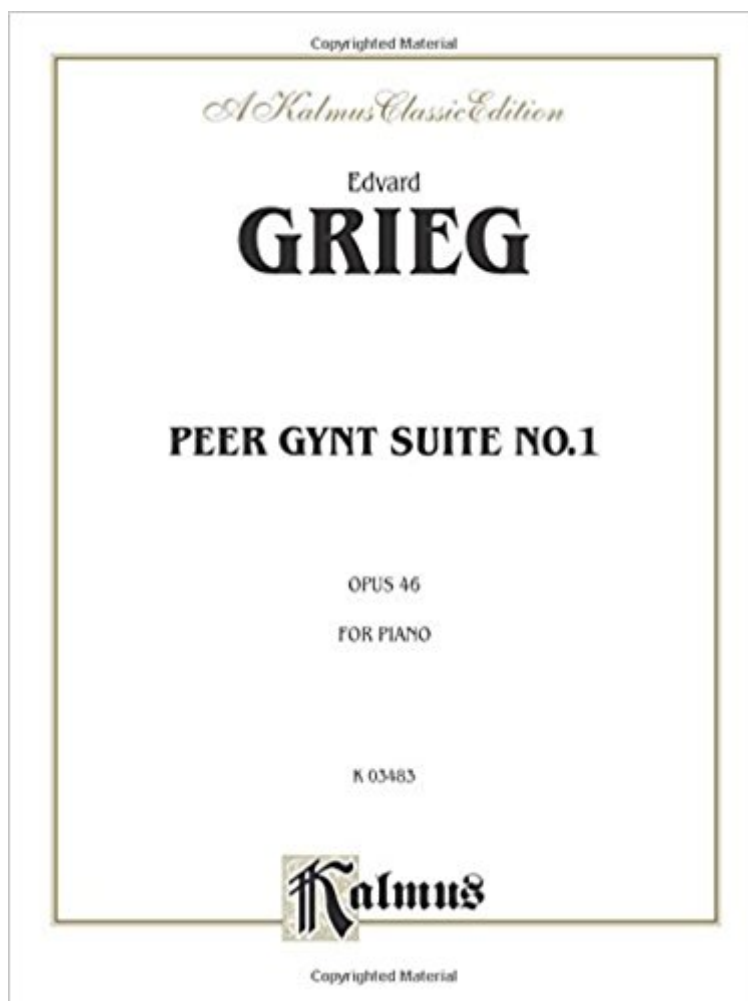 Copyrighted Material
A Kalmus Classic Edition
Edvard
GRIEG
PEER GYNT SUITE NO.1
OPUS 46
FOR PIANO
K 03483
Kalmus
Copyrighted Material